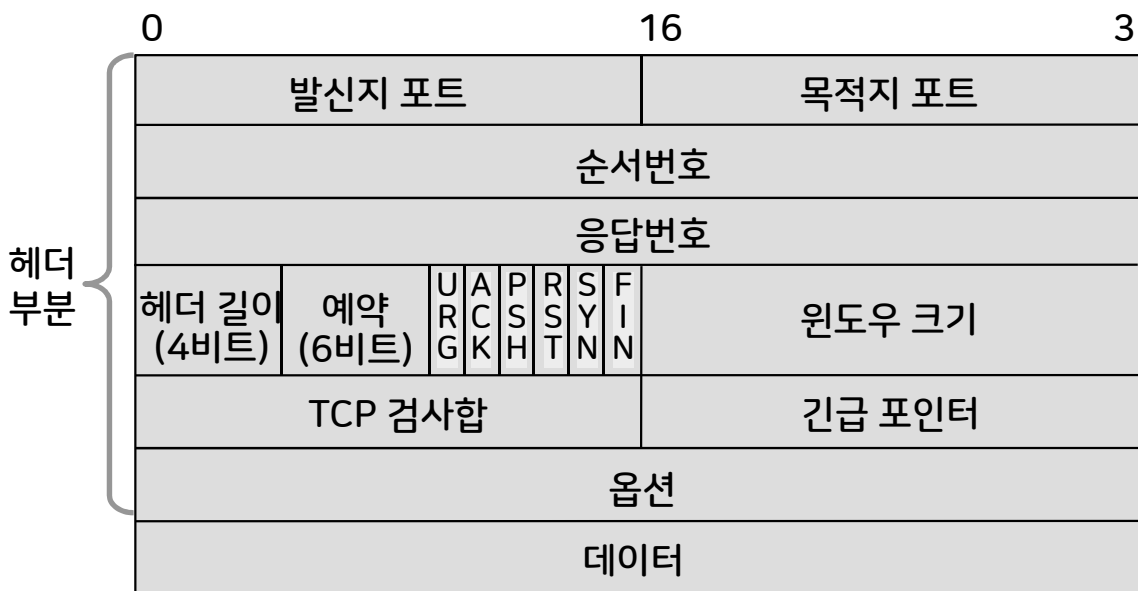 0 16 3
발신지 포트 목적지 포트
순서번호
응답번호
헤더
부분
헤더 길이
(4비트)
예약
(6비트)
URG
ACK
PSH
RST
SYN
FIN
윈도우 크기
TCP 검사합 긴급 포인터
옵션
데이터